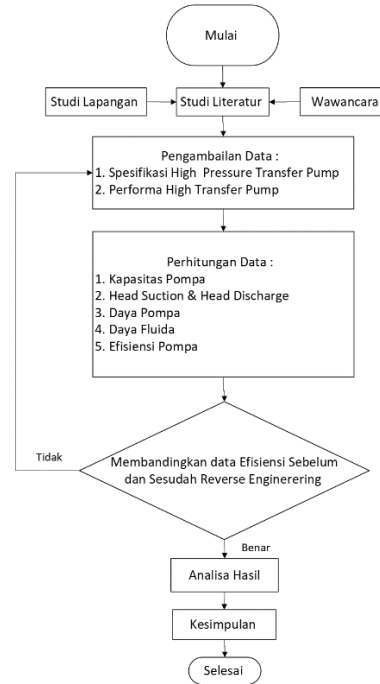 Mulai
Studi Lapangan
Studi Literatur
Wawancara
Pengambailan Data :
1. Spesifikasi High Pressure Transfer Pump
2. Performa High Transfer Pump
Perhitungan Data :
1. Kapasitas Pompa
2. Head Suction & Head Discharge
3. Daya Pompa
4. Daya Fluida
5. Efisiensi Pompa
Tidak
Membandingkan data Efisiensi Sebelum
dan Sesudah Reverse Enginerering
Benar
Analisa Hasil
Kesimpulan
Selesai